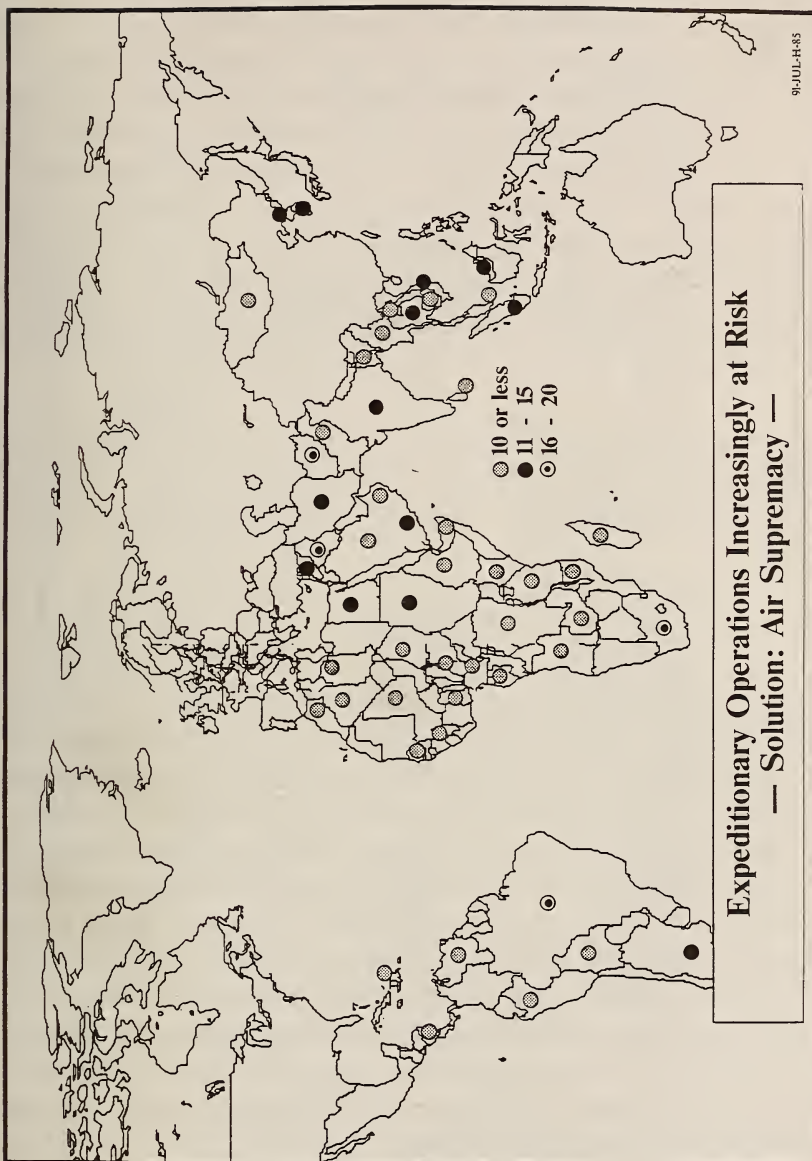 10 or less
11 - 15
16 - 20
Expeditionary Operations Increasingly at Risk
— Solution: Air Supremacy —
91-JUL-H-85